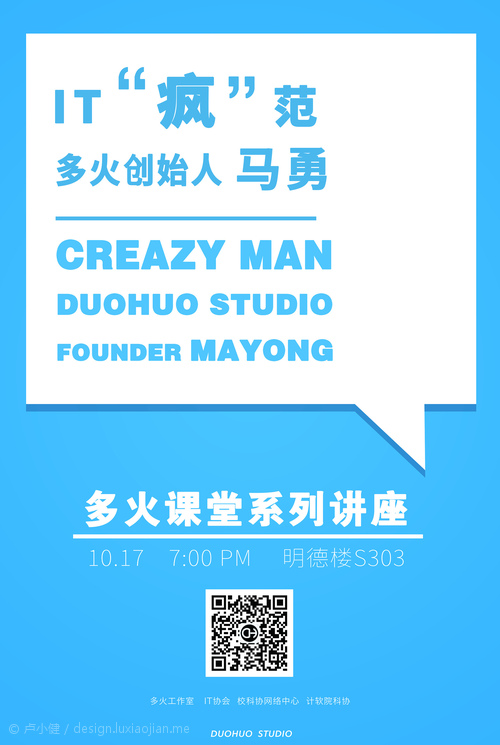 IT“疯”范
多火创始人 马勇
CREAZY MAN
DUOHUO STUDIO
FOUNDER MAYONG
多火课堂系列讲座
10.17 7:00 PM 明德楼S303
多火工作室 IT协会 校科协网络中心 计软院科协
© 卢小健 / design.luxiaojian.me
DUOHUO STUDIO